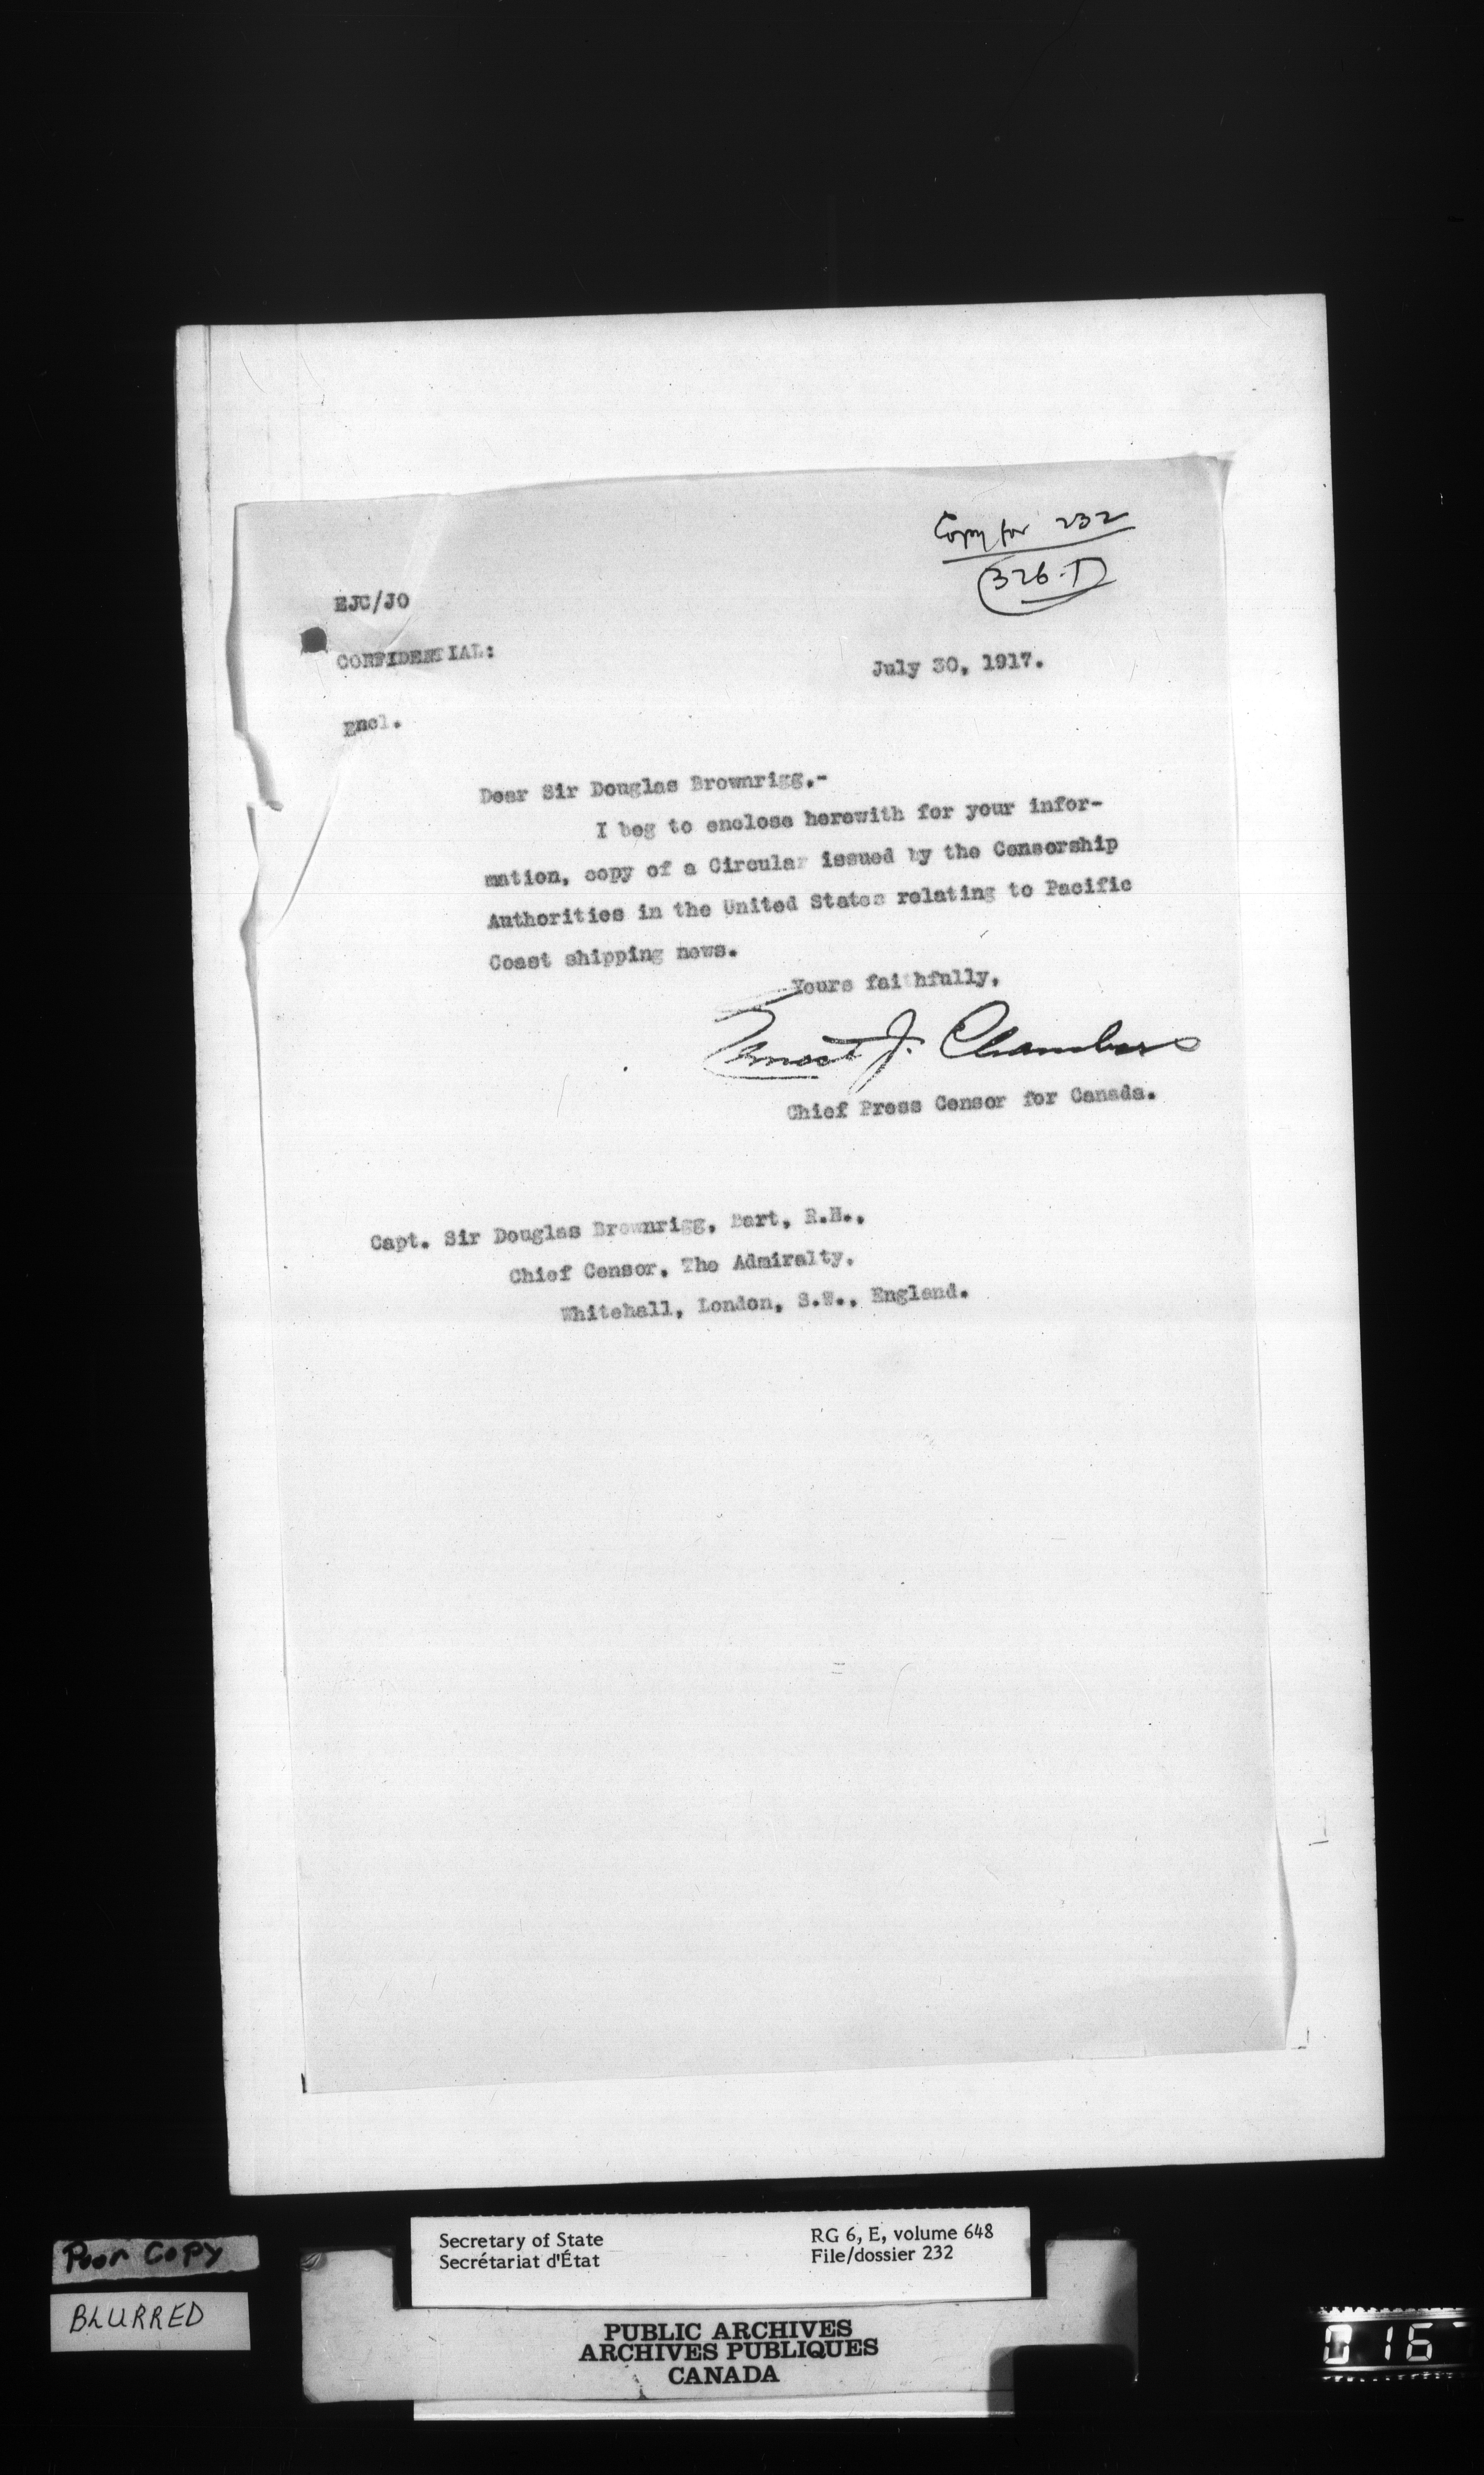 Copy for 232
326-D
EJC/JO
CONFIDENTIAL:
July 30, 1917.
Encl.
Dear Sir Douglas Brownrigg.-
I beg to enclose herewith for your infor-
mation, copy of a Circular issued by the Censorship
Authorities in the United States relating to Pacific
Coast shipping news.
Yours faithfully,
Ernest J. Chambers
Chief Press Censor for Canada.
Capt. Sir Douglas Brownrigg, Bart, R.N.,
Chief Censor, The Admiralty,
Whitehall, London, S.W., England.
Secretary of State
Secrétariat d'État
RG 6, E, volume 648
File/dossier 232
Poor Copy
BLURRED
PUBLIC ARCHIVES
ARCHIVES PUBLIQUES
CANADA